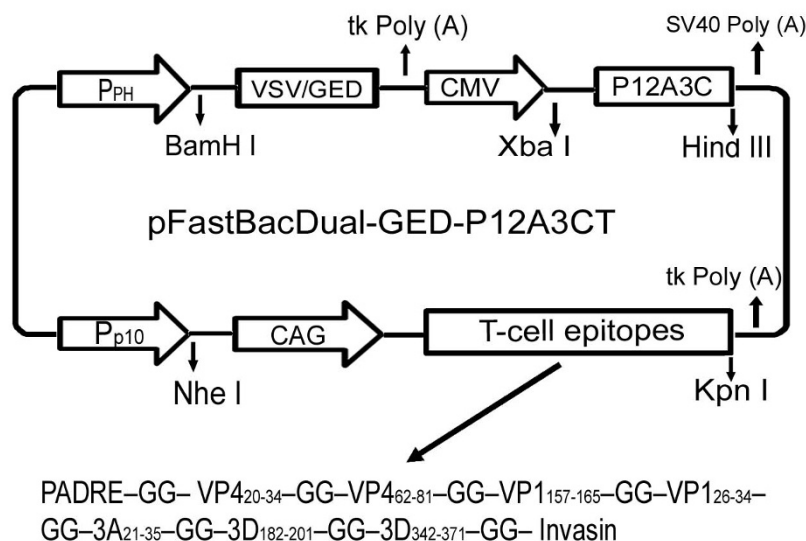 tk Poly (A)
SV40 Poly (A)
PPH
VSV/GED
CMV
P12A3C
BamH I
Xba I
Hind III
pFastBacDual-GED-P12A3CT
tk Poly (A)
Pp10
CAG
T-cell epitopes
Nhe I
Kpn I
PADRE–GG– VP420-34–GG–VP462-81–GG–VP1157-165–GG–VP126-34–
GG–3A21-35–GG–3D182-201–GG–3D342-371–GG– Invasin